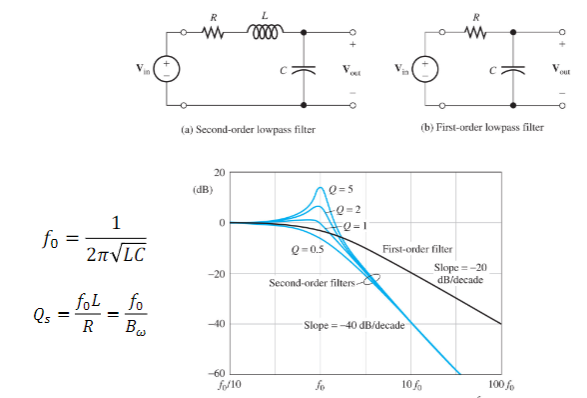 R L
C
+
−
V_in
+
V_out
−
(a) Second-order lowpass filter
R
C
+
−
V_in
+
V_out
−
(b) First-order lowpass filter
f₀ = 1 / 2π√LC
Q_s = f₀L / R = f₀ / B_ω
(dB)
20
0
−20
−40
−60
Q = 5
Q = 2
Q = 1
Q = 0.5
First-order filter
Slope = −20
dB/decade
Second-order filters
Slope = −40 dB/decade
f₀/10 f₀ 10 f₀ 100 f₀